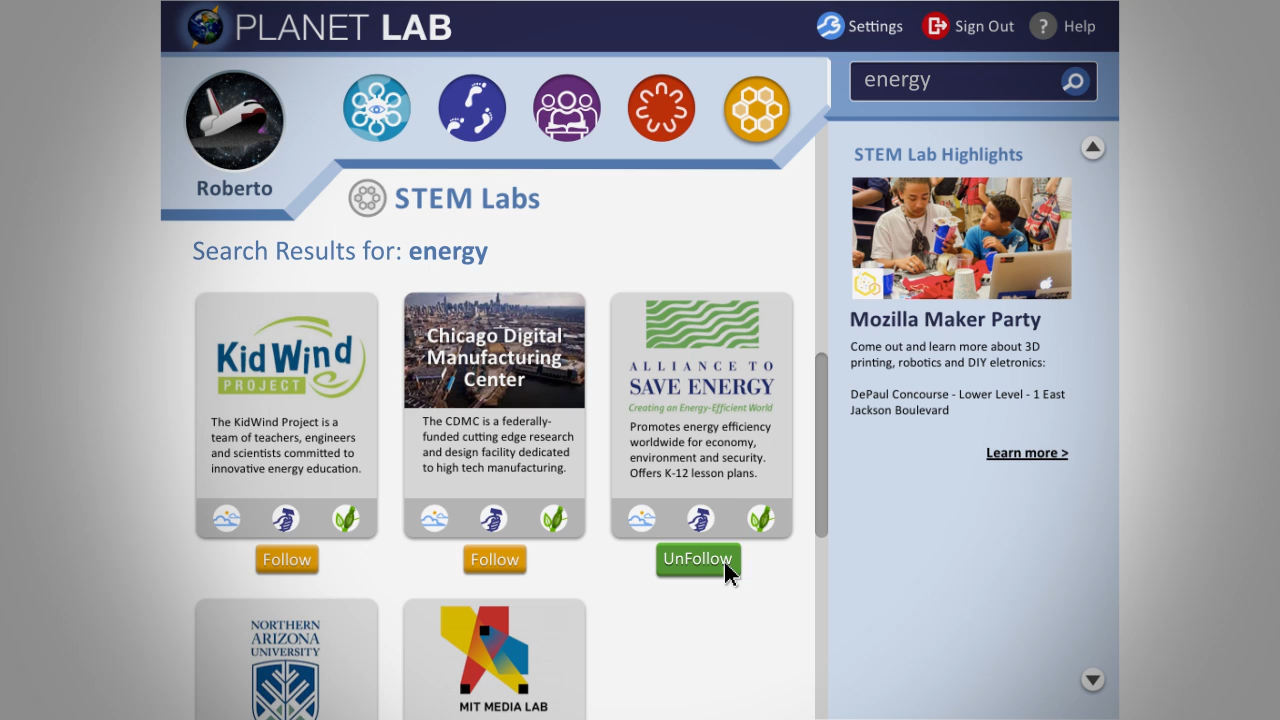 PLANET LAB
Settings
Sign Out
? Help
energy
Roberto
STEM Labs
Search Results for: energy
Kid Wind
PROJECT
The KidWind Project is a
team of teachers, engineers
and scientists committed to
innovative energy education.
Follow
Chicago Digital
Manufacturing
Center
The CDMC is a federally-
funded cutting edge research
and design facility dedicated
to high tech manufacturing.
Follow
ALLIANCE TO
SAVE ENERGY
Creating an Energy-Efficient World
Promotes energy efficiency
worldwide for economy,
environment and security.
Offers K-12 lesson plans.
UnFollow
NORTHERN
ARIZONA
UNIVERSITY
MIT MEDIA LAB
STEM Lab Highlights
Mozilla Maker Party
Come out and learn more about 3D
printing, robotics and DIY eletronics:
DePaul Concourse - Lower Level - 1 East
Jackson Boulevard
Learn more >